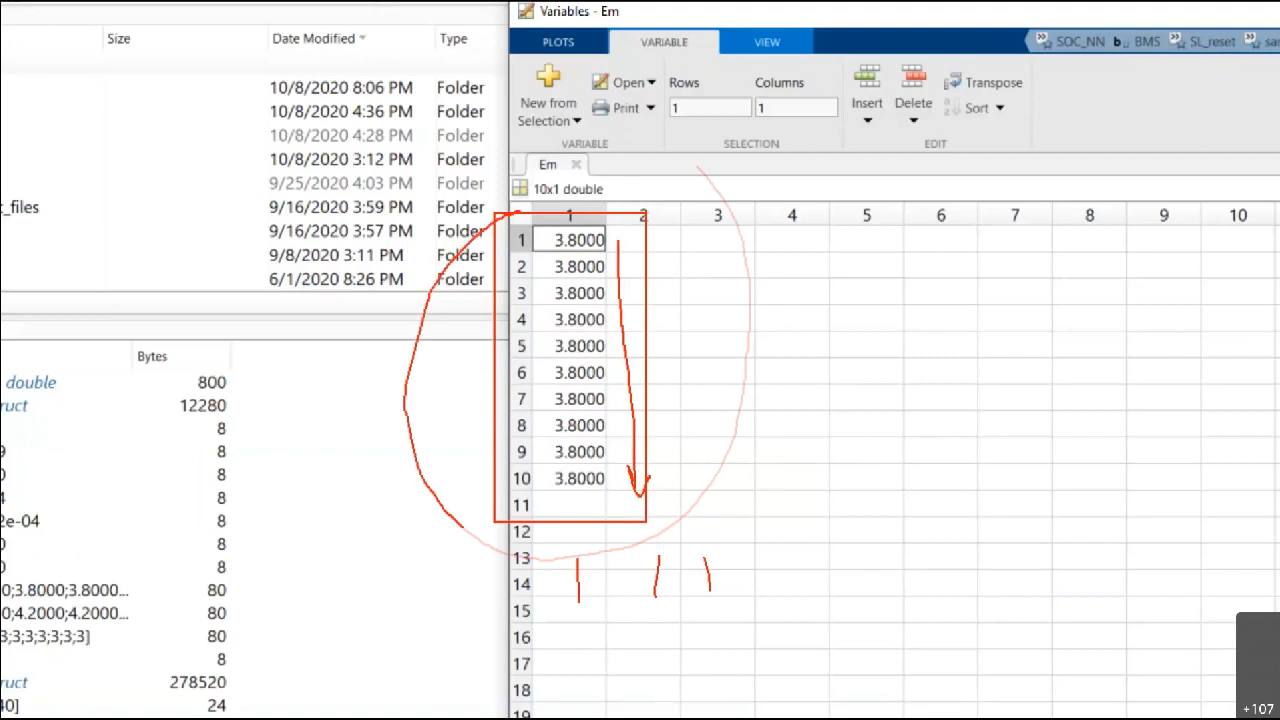 Variables - Em
PLOTS VARIABLE VIEW SOC_NN b.. BMS SL_reset sa
New from Selection
Open
Print
Rows
1
Columns
1
Insert
Delete
Transpose
Sort
VARIABLE SELECTION EDIT
Em
10x1 double
1 2 3 4 5 6 7 8 9 10
1 3.8000
2 3.8000
3 3.8000
4 3.8000
5 3.8000
6 3.8000
7 3.8000
8 3.8000
9 3.8000
10 3.8000
11
12
13
14
15
16
17
18
19
Size Date Modified Type
10/8/2020 8:06 PM Folder
10/8/2020 4:36 PM Folder
10/8/2020 4:28 PM Folder
10/8/2020 3:12 PM Folder
9/25/2020 4:03 PM Folder
t_files 9/16/2020 3:59 PM Folder
9/16/2020 3:57 PM Folder
9/8/2020 3:11 PM Folder
6/1/2020 8:26 PM Folder
Bytes
double 800
ruct 12280
8
9 8
0 8
4 8
2e-04 8
0 8
0 8
0;3.8000;3.8000... 80
0;4.2000;4.2000... 80
3;3;3;3;3;3;3] 80
8
ruct 278520
40] 24
+107